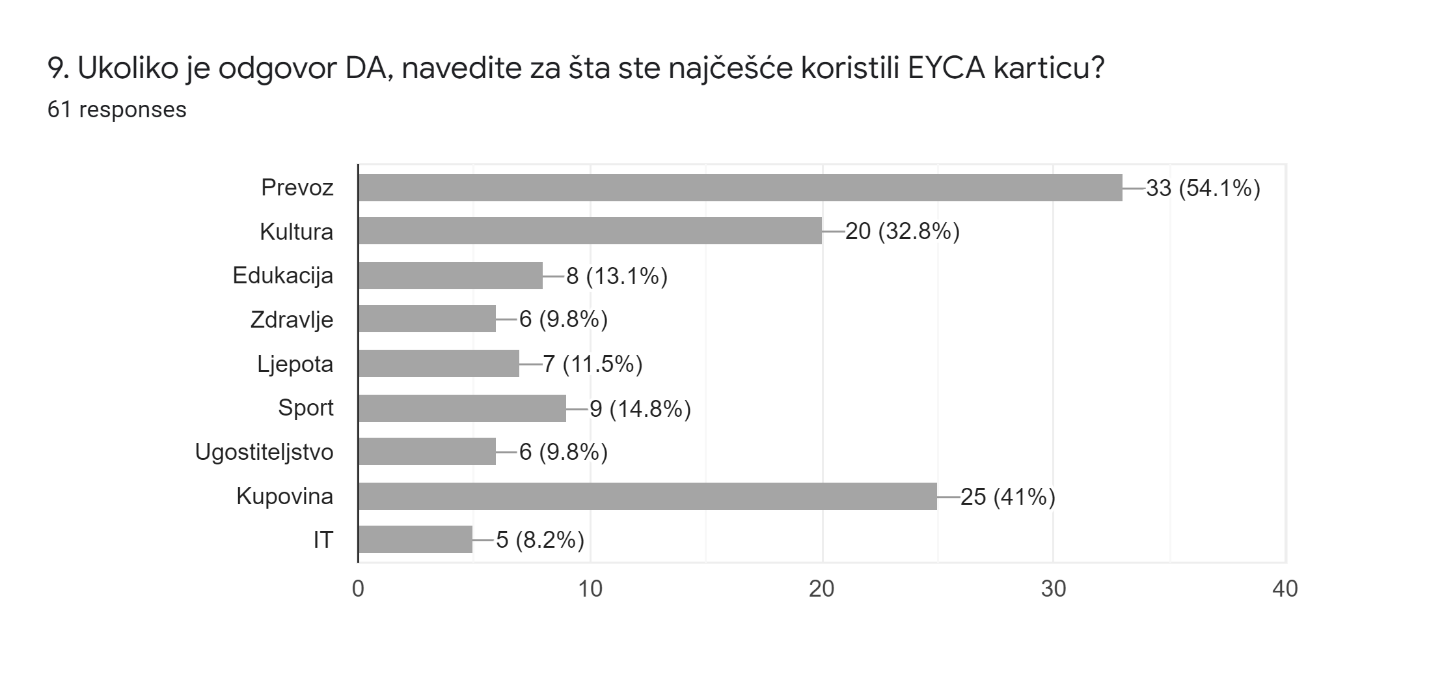 9. Ukoliko je odgovor DA, navedite za šta ste najčešće koristili EYCA karticu?
61 responses
Prevoz 33 (54.1%)
Kultura 20 (32.8%)
Edukacija 8 (13.1%)
Zdravlje 6 (9.8%)
Ljepota 7 (11.5%)
Sport 9 (14.8%)
Ugostiteljstvo 6 (9.8%)
Kupovina 25 (41%)
IT 5 (8.2%)
0 10 20 30 40